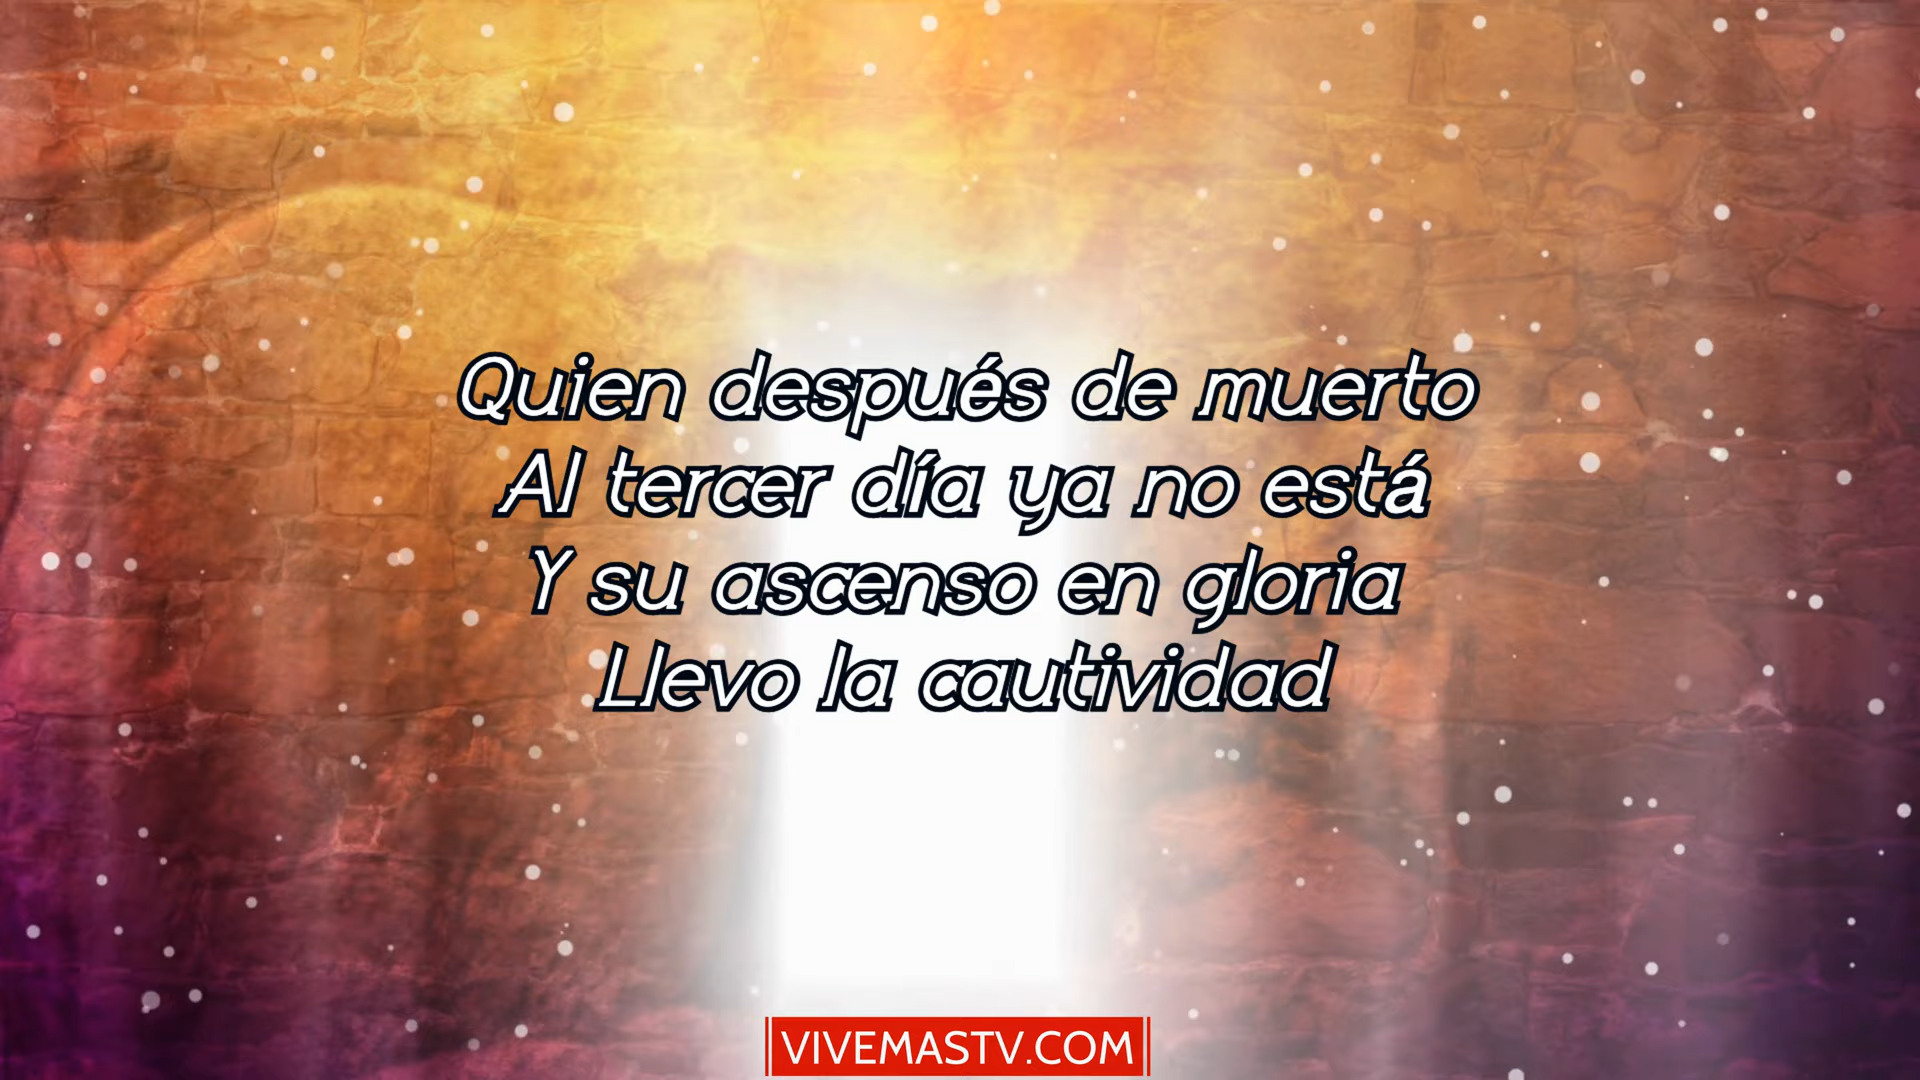 Quien después de muerto
Al tercer día ya no está
Y su ascenso en gloria
Llevo la cautividad
VIVEMASTV.COM